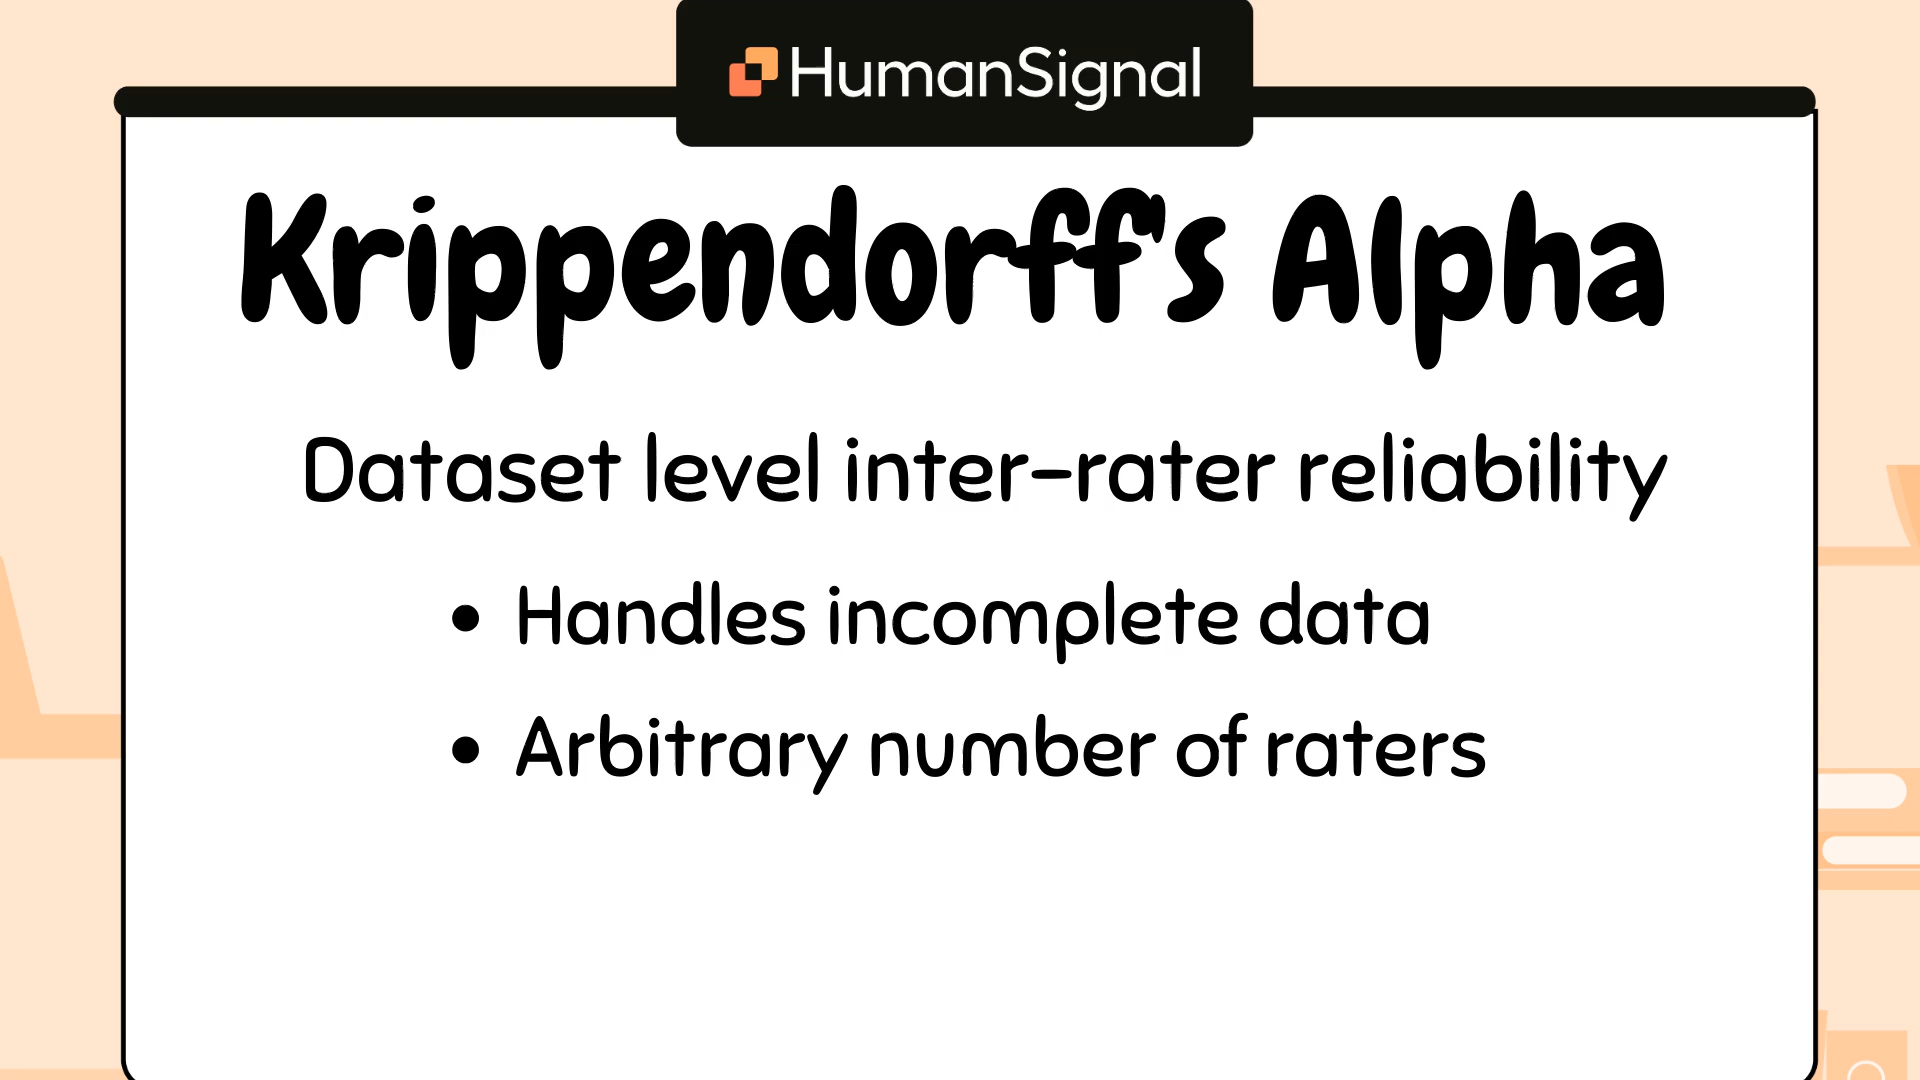 HumanSignal
Krippendorff's Alpha
Dataset level inter-rater reliability
• Handles incomplete data
• Arbitrary number of raters